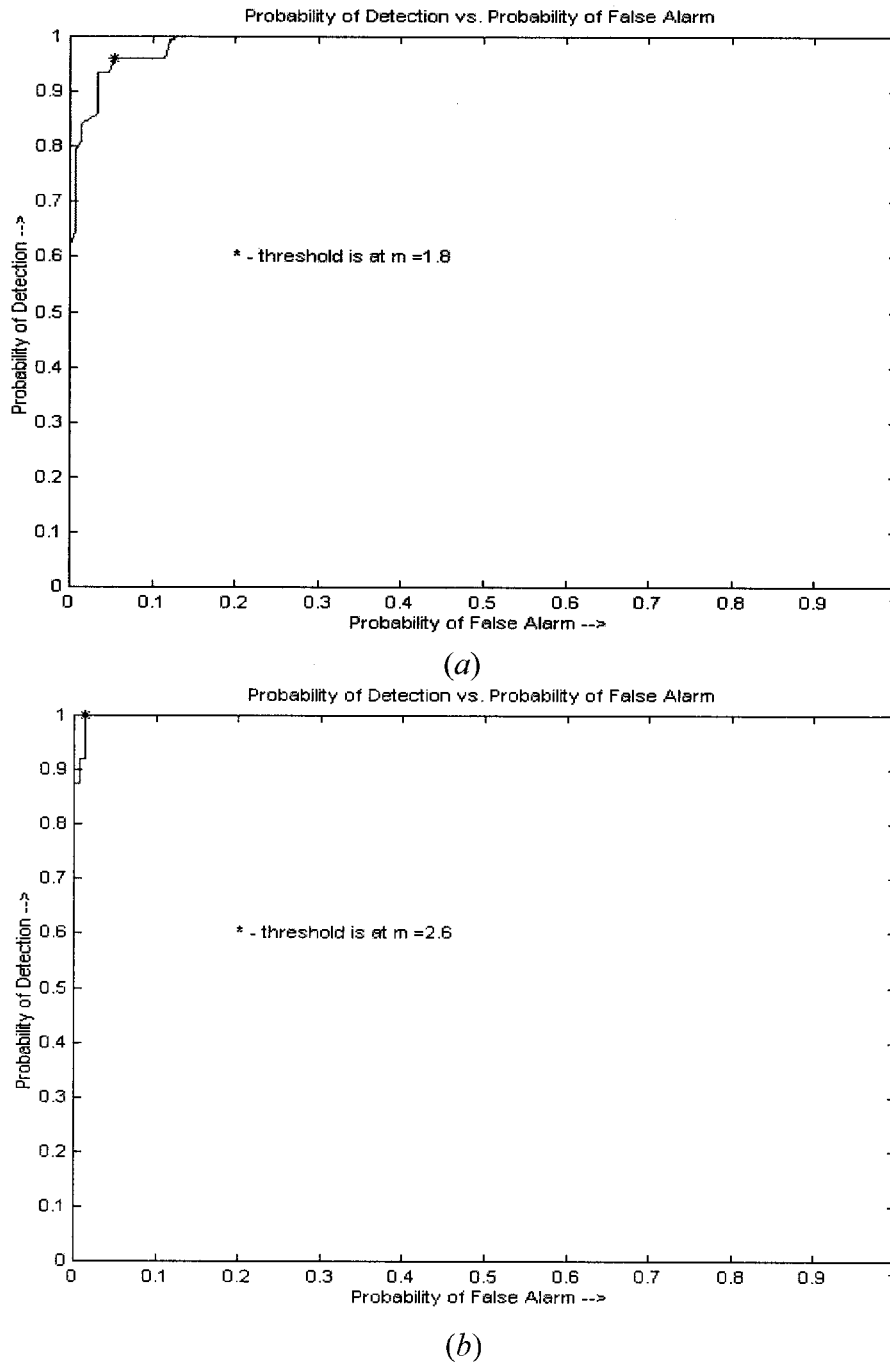 Probability of Detection vs. Probability of False Alarm
1
0.9
0.8
0.7
0.6
0.5
0.4
0.3
0.2
0.1
0
Probability of Detection -->
* - threshold is at m =1.8
0 0.1 0.2 0.3 0.4 0.5 0.6 0.7 0.8 0.9
Probability of False Alarm -->
(a)
Probability of Detection vs. Probability of False Alarm
1
0.9
0.8
0.7
0.6
0.5
0.4
0.3
0.2
0.1
0
Probability of Detection -->
* - threshold is at m =2.6
0 0.1 0.2 0.3 0.4 0.5 0.6 0.7 0.8 0.9
Probability of False Alarm -->
(b)